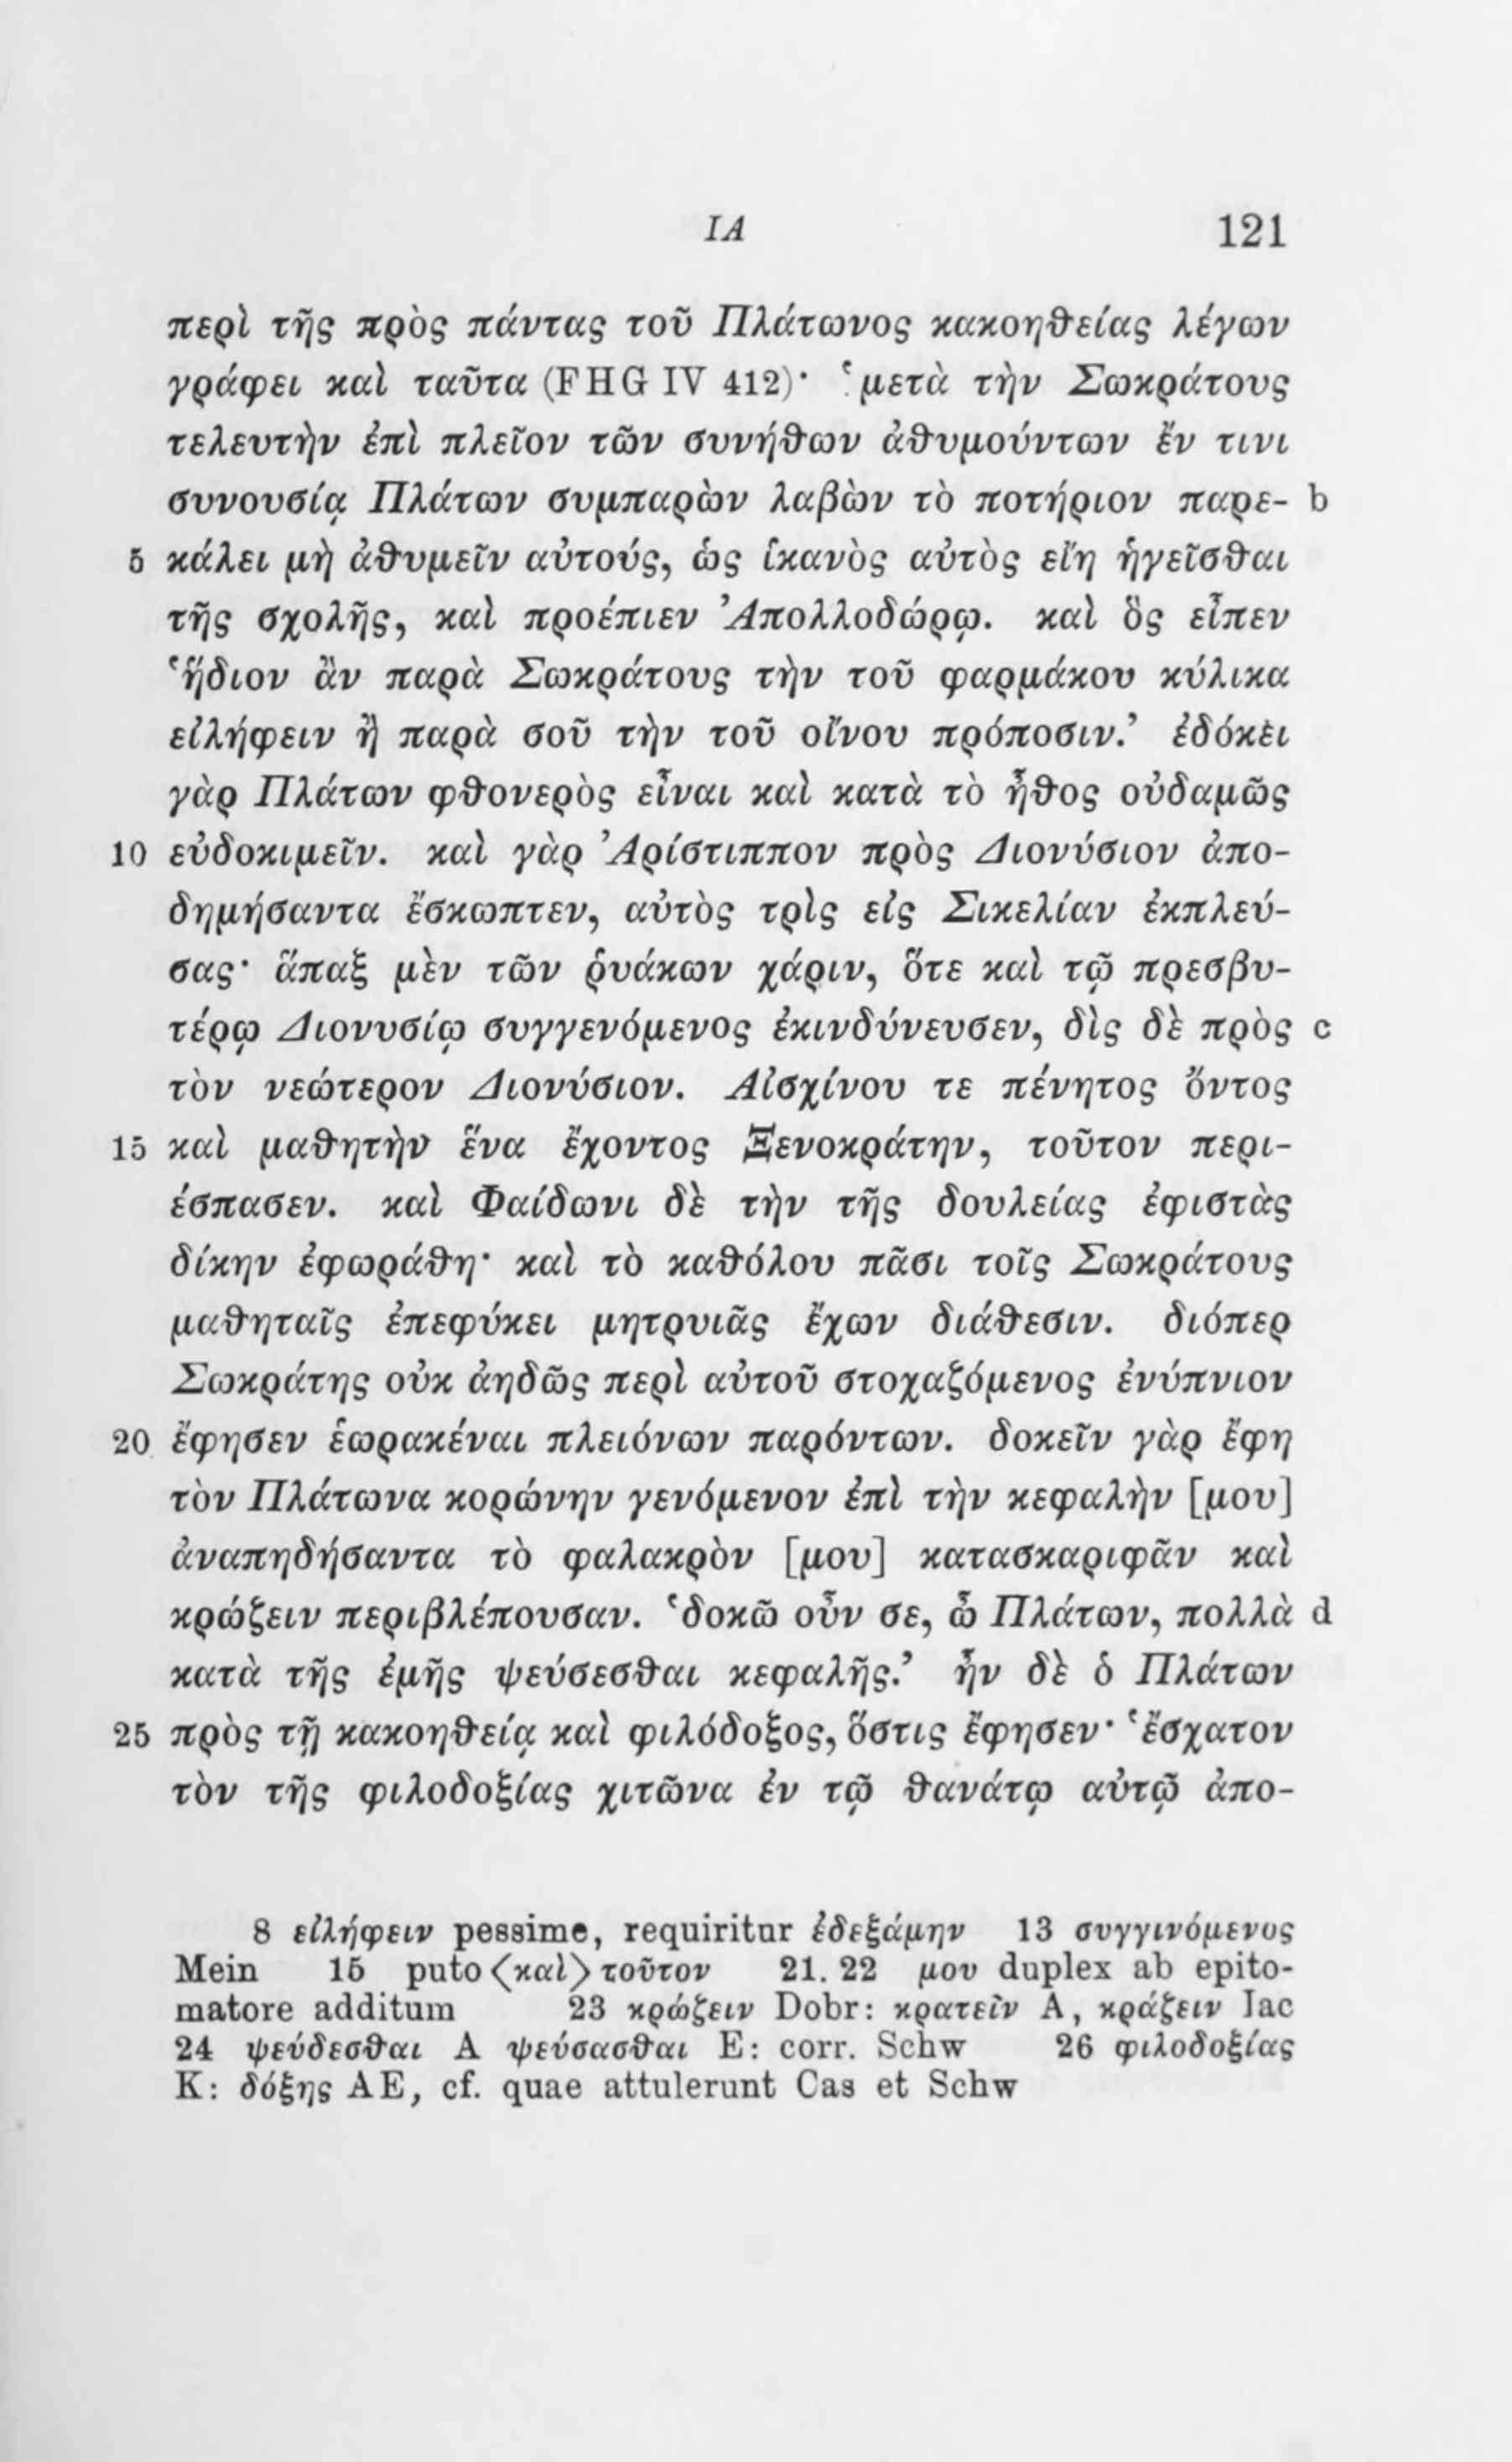 ΙΑ 121
περὶ τῆς πρὸς πάντας τοῦ Πλάτωνος κακοηθείας λέγων
γράφει καὶ ταῦτα (FHG IV 412)· ‘μετὰ τὴν Σωκράτους
τελευτὴν ἐπὶ πλεῖον τῶν συνήθων ἀθυμούντων ἔν τινι
συνουσίᾳ Πλάτων συμπαρὼν λαβὼν τὸ ποτήριον παρε- b
5 κάλει μὴ ἀθυμεῖν αὐτούς, ὡς ἱκανὸς αὐτὸς εἴη ἡγεῖσθαι
τῆς σχολῆς, καὶ προέπιεν Ἀπολλοδώρῳ. καὶ ὃς εἶπεν
‘ἥδιον ἂν παρὰ Σωκράτους τὴν τοῦ φαρμάκου κύλικα
εἰλήφειν ἢ παρὰ σοῦ τὴν τοῦ οἴνου πρόποσιν.’ ἐδόκει
γὰρ Πλάτων φθονερὸς εἶναι καὶ κατὰ τὸ ἦθος οὐδαμῶς
10 εὐδοκιμεῖν. καὶ γὰρ Ἀρίστιππον πρὸς Διονύσιον ἀπο-
δημήσαντα ἔσκωπτεν, αὐτὸς τρὶς εἰς Σικελίαν ἐκπλεύ-
σας· ἅπαξ μὲν τῶν ῥυάκων χάριν, ὅτε καὶ τῷ πρεσβυ-
τέρῳ Διονυσίῳ συγγενόμενος ἐκινδύνευσεν, δὶς δὲ πρὸς c
τὸν νεώτερον Διονύσιον. Αἰσχίνου τε πένητος ὄντος
15 καὶ μαθητὴν ἕνα ἔχοντος Ξενοκράτην, τοῦτον περι-
έσπασεν. καὶ Φαίδωνι δὲ τὴν τῆς δουλείας ἐφιστὰς
δίκην ἐφωράθη· καὶ τὸ καθόλου πᾶσι τοῖς Σωκράτους
μαθηταῖς ἐπεφύκει μητρυιᾶς ἔχων διάθεσιν. διόπερ
Σωκράτης οὐκ ἀηδῶς περὶ αὐτοῦ στοχαζόμενος ἐνύπνιον
20 ἔφησεν ἑωρακέναι πλειόνων παρόντων. δοκεῖν γὰρ ἔφη
τὸν Πλάτωνα κορώνην γενόμενον ἐπὶ τὴν κεφαλὴν [μου]
ἀναπηδήσαντα τὸ φαλακρὸν [μου] κατασκαριφᾶν καὶ
κρώζειν περιβλέπουσαν. ‘δοκῶ οὖν σε, ὦ Πλάτων, πολλὰ d
κατὰ τῆς ἐμῆς ψεύσεσθαι κεφαλῆς.’ ἦν δὲ ὁ Πλάτων
25 πρὸς τῇ κακοηθείᾳ καὶ φιλόδοξος, ὅστις ἔφησεν· ‘ἔσχατον
τὸν τῆς φιλοδοξίας χιτῶνα ἐν τῷ θανάτῳ αὐτῷ ἀπο-
8 εἰλήφειν pessime, requiritur ἐδεξάμην 13 συγγινόμενος
Mein 15 puto ⟨καὶ⟩ τοῦτον 21. 22 μου duplex ab epito-
matore additum 23 κρώζειν Dobr: κρατεῖν A, κράζειν Iac
24 ψεύδεσθαι A ψεύσασθαι E: corr. Schw 26 φιλοδοξίας
K: δόξης AE, cf. quae attulerunt Cas et Schw